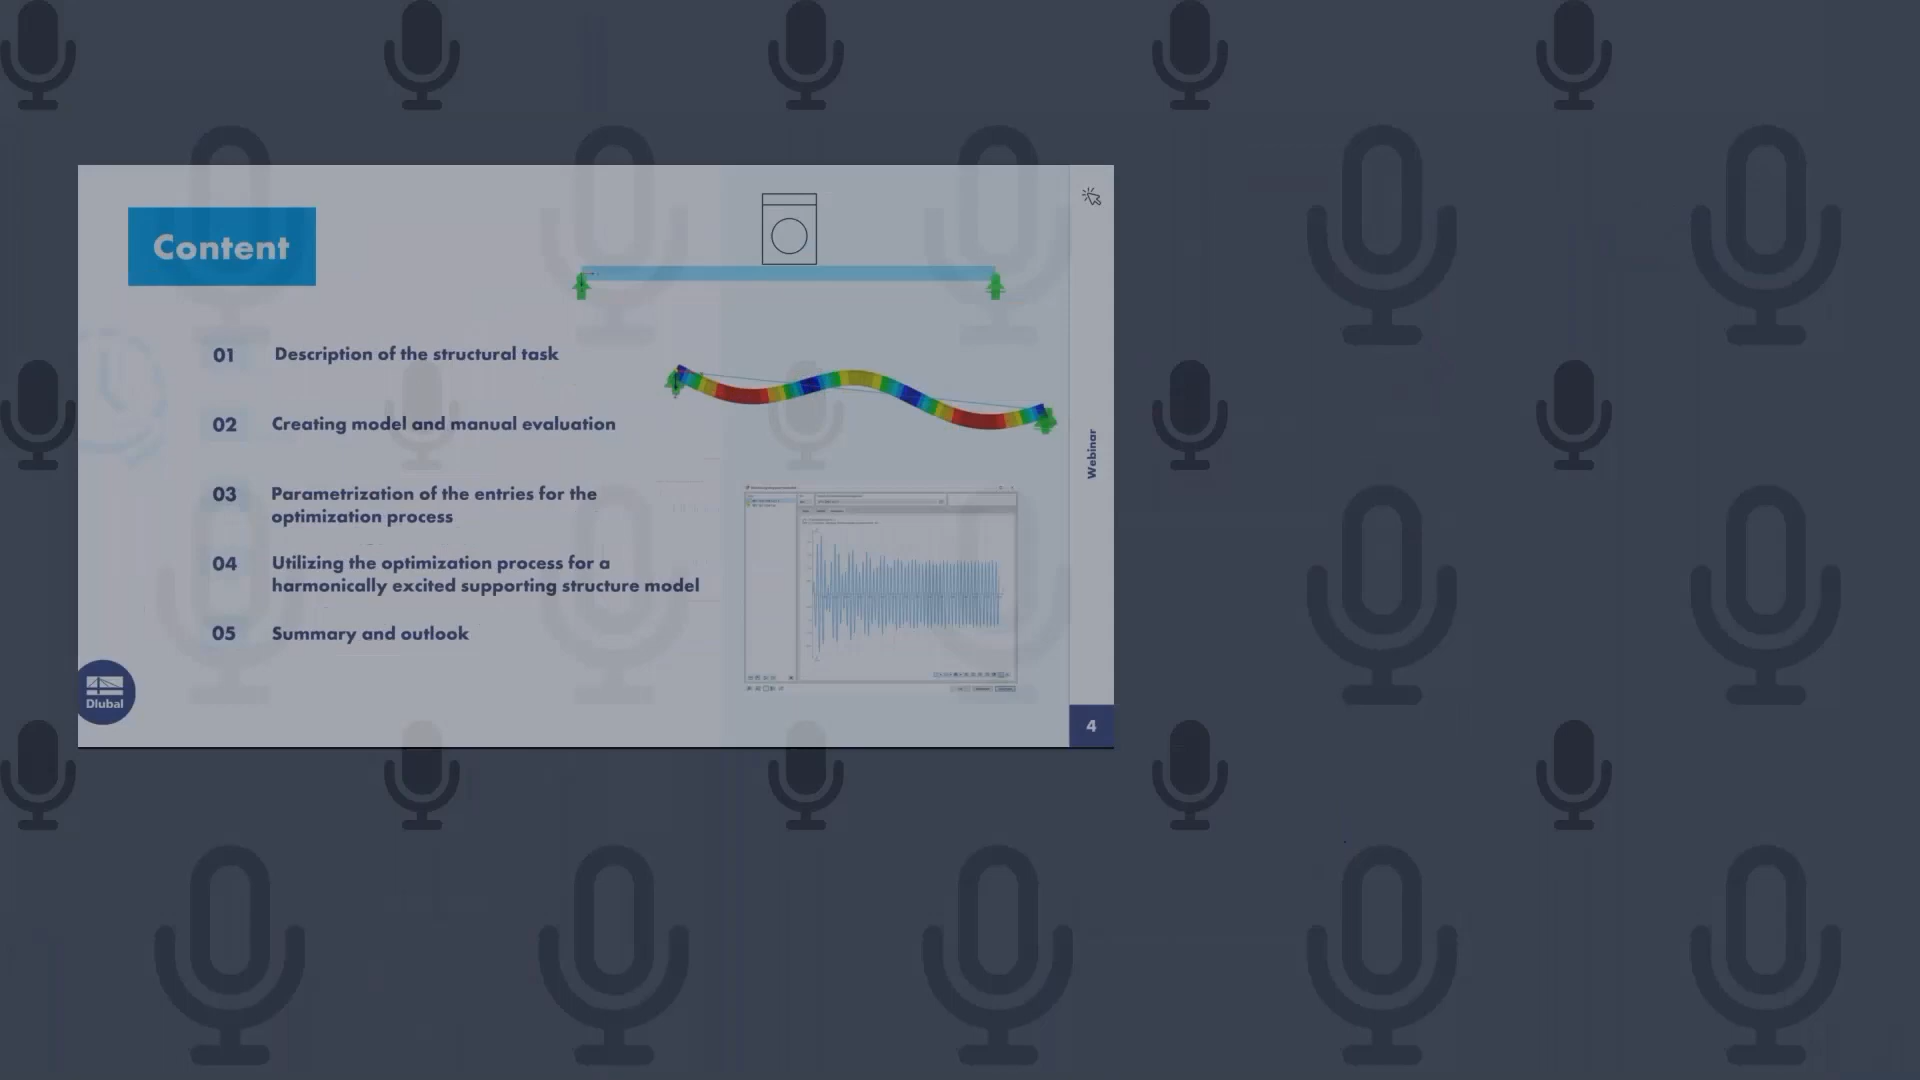 Content
01 Description of the structural task
02 Creating model and manual evaluation
03 Parametrization of the entries for the
optimization process
04 Utilizing the optimization process for a
harmonically excited supporting structure model
05 Summary and outlook
Dlubal
Webinar
4